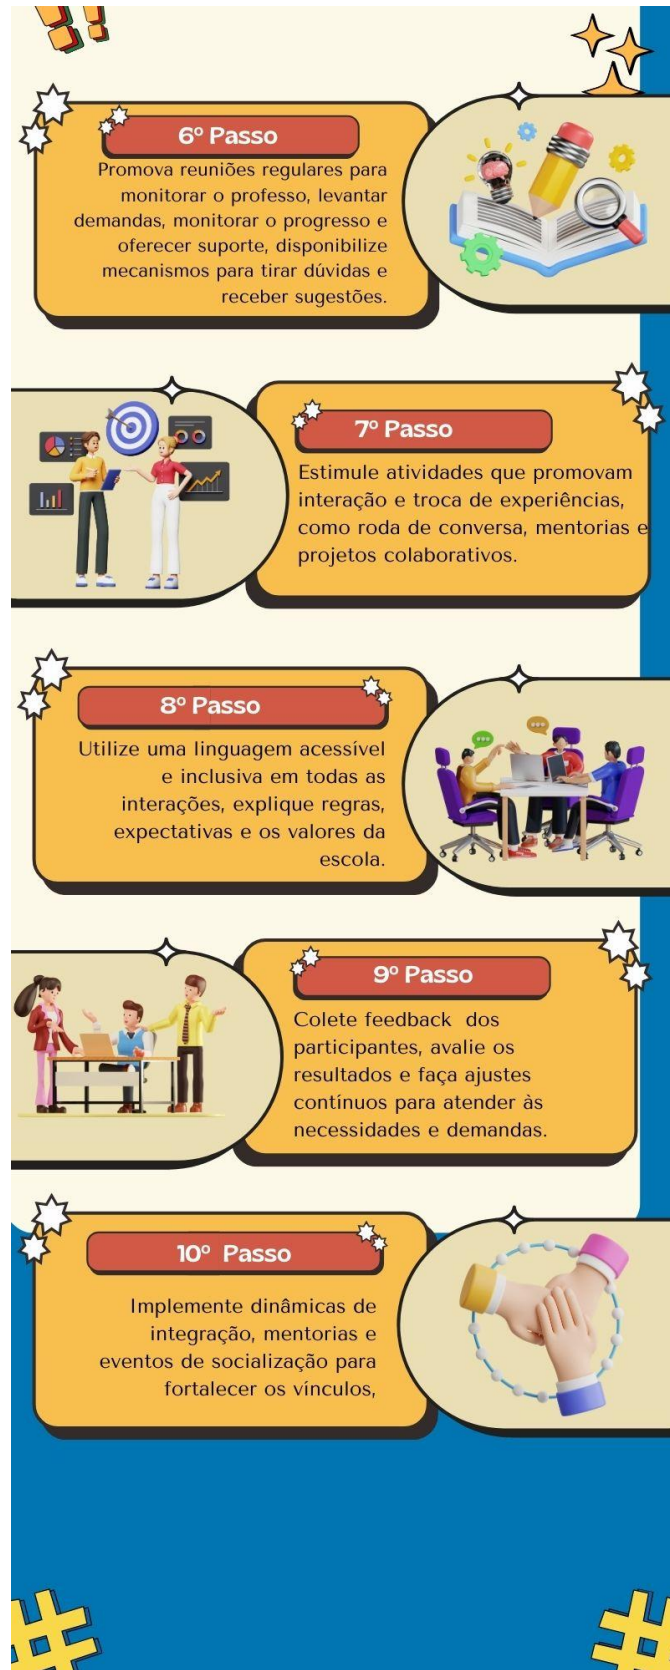 6º Passo
Promova reuniões regulares para
monitorar o professo, levantar
demandas, monitorar o progresso e
oferecer suporte, disponibilize
mecanismos para tirar dúvidas e
receber sugestões.
7º Passo
Estimule atividades que promovam
interação e troca de experiências,
como roda de conversa, mentorias e
projetos colaborativos.
8º Passo
Utilize uma linguagem acessível
e inclusiva em todas as
interações, explique regras,
expectativas e os valores da
escola.
9º Passo
Colete feedback dos
participantes, avalie os
resultados e faça ajustes
contínuos para atender às
necessidades e demandas.
10º Passo
Implemente dinâmicas de
integração, mentorias e
eventos de socialização para
fortalecer os vínculos,